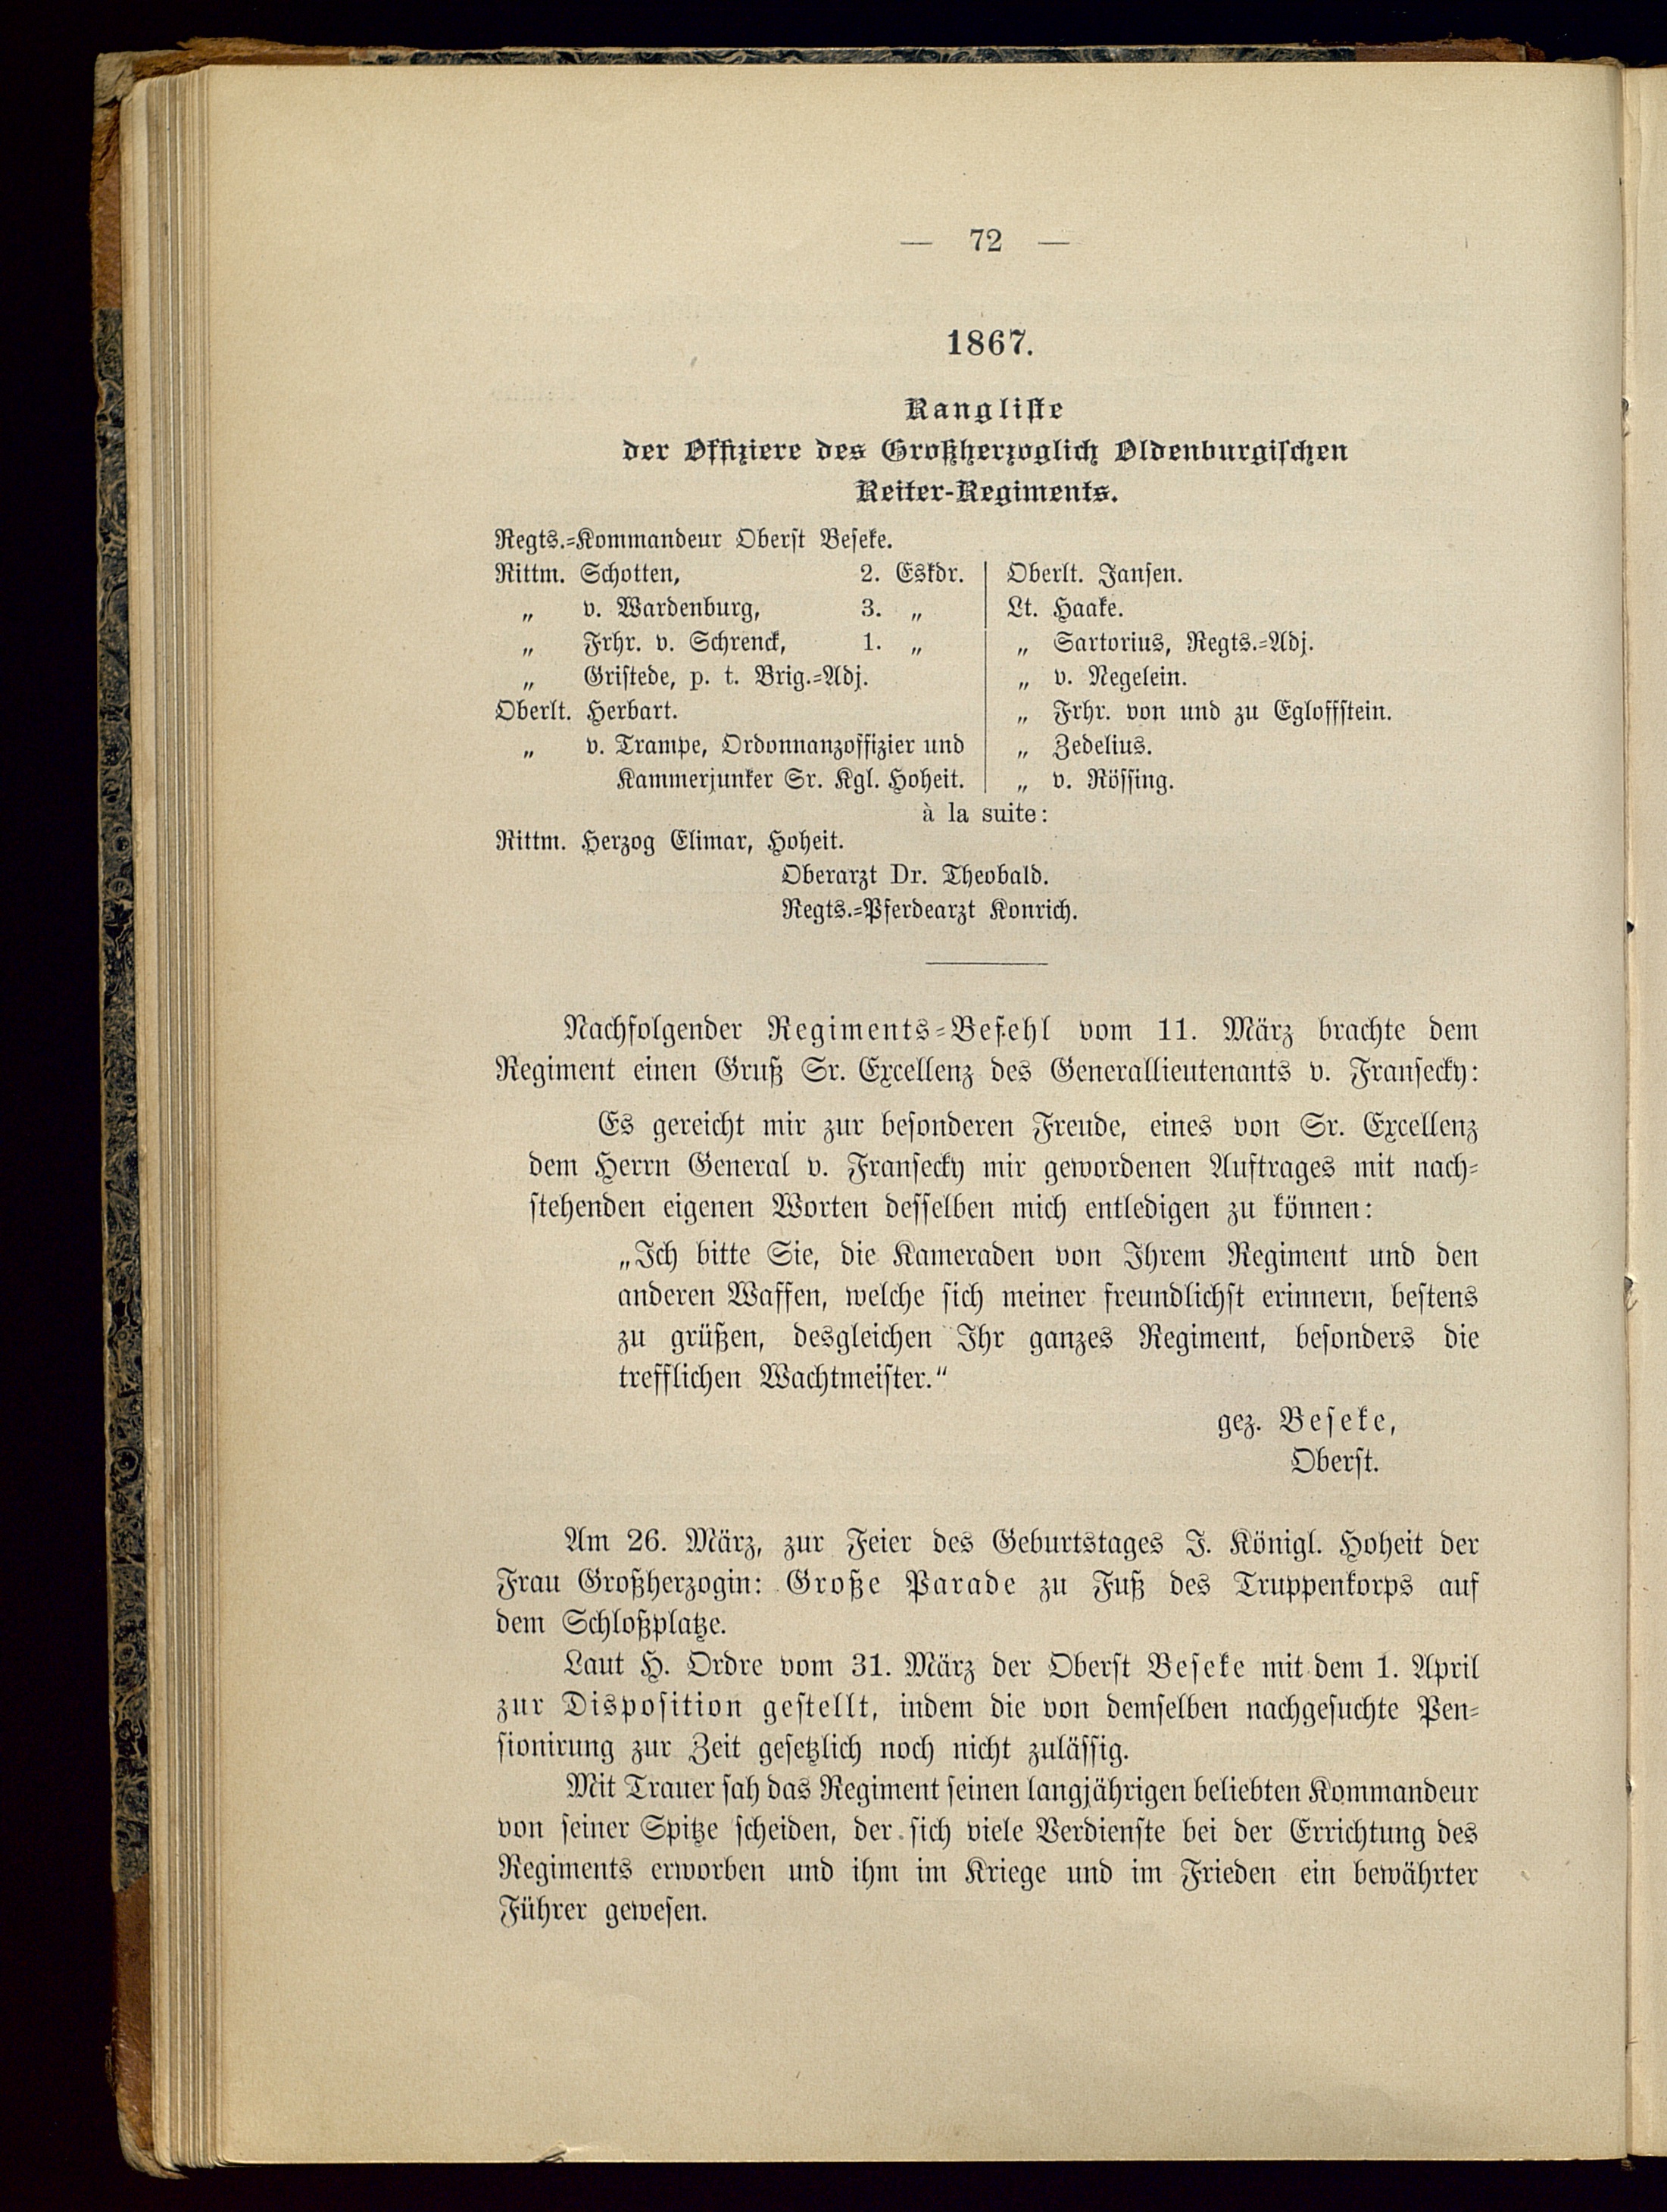 — 72 —
1867.
Rangliste
der Offiziere des Großherzoglich Oldenburgischen
Reiter-Regiments.
Regts.-Kommandeur Oberst Beseke.
Rittm. Schotten, 2. Eskdr.
„ v. Wardenburg, 3. „
„ Frhr. v. Schrenck, 1. „
„ Gristede, p. t. Brig.-Adj.
Oberlt. Herbart.
„ v. Trampe, Ordonnanzoffizier und
Kammerjunker Sr. Kgl. Hoheit.
Oberlt. Jansen.
Lt. Haake.
„ Sartorius, Regts.-Adj.
„ v. Negelein.
„ Frhr. von und zu Egloffstein.
„ Zedelius.
„ v. Rössing.
à la suite:
Rittm. Herzog Elimar, Hoheit.
Oberarzt Dr. Theobald.
Regts.-Pferdearzt Konrich.
Nachfolgender Regiments-Befehl vom 11. März brachte dem
Regiment einen Gruß Sr. Excellenz des Generallieutenants v. Fransecky:
Es gereicht mir zur besonderen Freude, eines von Sr. Excellenz
dem Herrn General v. Fransecky mir gewordenen Auftrages mit nach-
stehenden eigenen Worten desselben mich entledigen zu können:
„Ich bitte Sie, die Kameraden von Ihrem Regiment und den
anderen Waffen, welche sich meiner freundlichst erinnern, bestens
zu grüßen, desgleichen Ihr ganzes Regiment, besonders die
trefflichen Wachtmeister.“
gez. Beseke,
Oberst.
Am 26. März, zur Feier des Geburtstages J. Königl. Hoheit der
Frau Großherzogin: Große Parade zu Fuß des Truppenkorps auf
dem Schloßplatze.
Laut H. Ordre vom 31. März der Oberst Beseke mit dem 1. April
zur Disposition gestellt, indem die von demselben nachgesuchte Pen-
sionirung zur Zeit gesetzlich noch nicht zulässig.
Mit Trauer sah das Regiment seinen langjährigen beliebten Kommandeur
von seiner Spitze scheiden, der sich viele Verdienste bei der Errichtung des
Regiments erworben und ihm im Kriege und im Frieden ein bewährter
Führer gewesen.